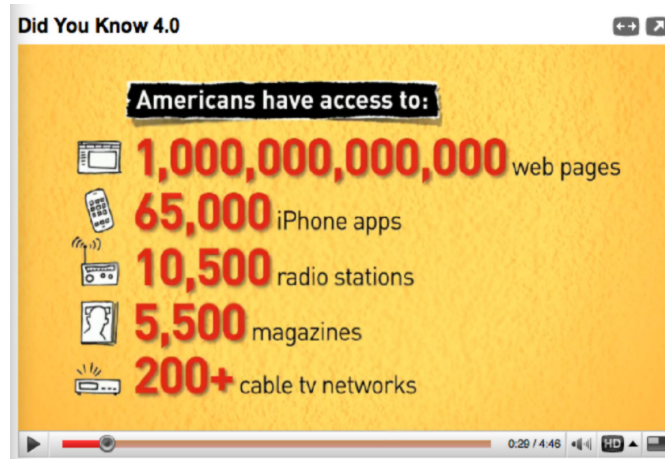 Did You Know 4.0
Americans have access to:
1,000,000,000,000 web pages
65,000 iPhone apps
10,500 radio stations
5,500 magazines
200+ cable tv networks
0:29 / 4:46 HD